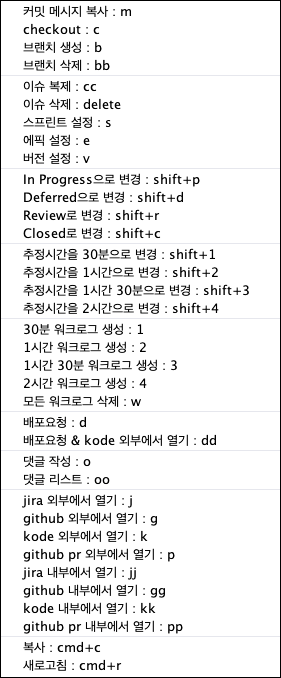 커밋 메시지 복사 : m
checkout : c
브랜치 생성 : b
브랜치 삭제 : bb
이슈 복제 : cc
이슈 삭제 : delete
스프린트 설정 : s
에픽 설정 : e
버전 설정 : v
In Progress으로 변경 : shift+p
Deferred으로 변경 : shift+d
Review로 변경 : shift+r
Closed로 변경 : shift+c
추정시간을 30분으로 변경 : shift+1
추정시간을 1시간으로 변경 : shift+2
추정시간을 1시간 30분으로 변경 : shift+3
추정시간을 2시간으로 변경 : shift+4
30분 워크로그 생성 : 1
1시간 워크로그 생성 : 2
1시간 30분 워크로그 생성 : 3
2시간 워크로그 생성 : 4
모든 워크로그 삭제 : w
배포요청 : d
배포요청 & kode 외부에서 열기 : dd
댓글 작성 : o
댓글 리스트 : oo
jira 외부에서 열기 : j
github 외부에서 열기 : g
kode 외부에서 열기 : k
github pr 외부에서 열기 : p
jira 내부에서 열기 : jj
github 내부에서 열기 : gg
kode 내부에서 열기 : kk
github pr 내부에서 열기 : pp
복사 : cmd+c
새로고침 : cmd+r